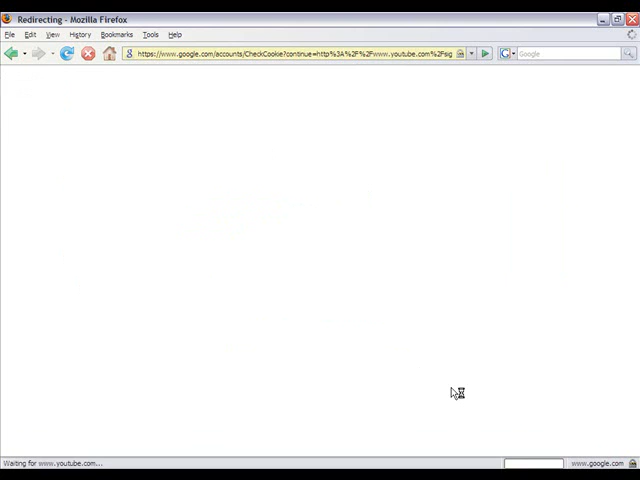 Redirecting - Mozilla Firefox
File Edit View History Bookmarks Tools Help
https://www.google.com/accounts/CheckCookie?continue=http%3A%2F%2Fwww.youtube.com%2Fsig
Google
Waiting for www.youtube.com...
www.google.com